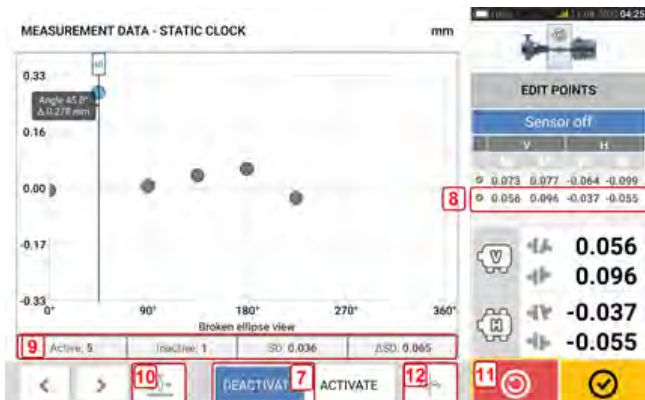 MEASUREMENT DATA - STATIC CLOCK mm
04:25
0.33
Angle 45.8°
Δ 0.278 mm
0.16
0.00
-0.17
-0.33
0° 90° 180° 270° 360°
Broken ellipse view
9 Active: 5 Inactive: 1 SD: 0.036 ΔSD: 0.065
10 DEACTIVAT 7 ACTIVATE 12
EDIT POINTS
Sensor off
V H
0.073 0.077 -0.064 -0.099
8 0.056 0.096 -0.037 -0.055
V 0.056
0.096
H -0.037
-0.055
11